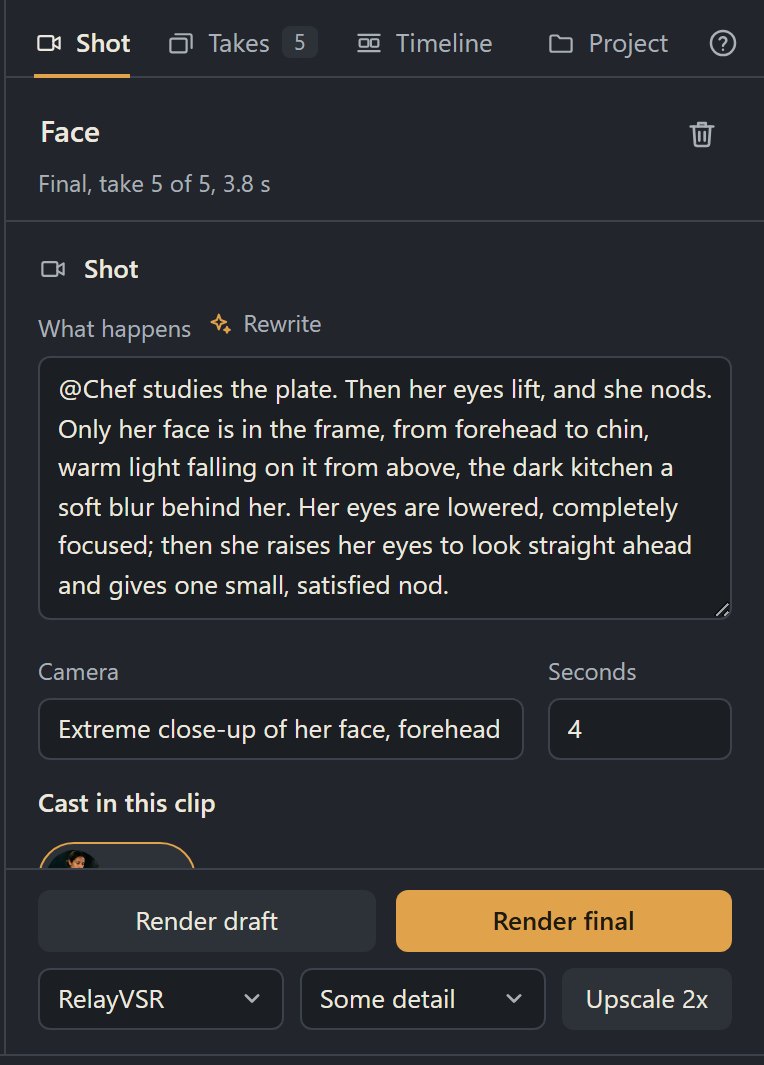 Shot
Takes 5
Timeline
Project
?
Face
Final, take 5 of 5, 3.8 s
Shot
What happens
Rewrite
@Chef studies the plate. Then her eyes lift, and she nods.
Only her face is in the frame, from forehead to chin,
warm light falling on it from above, the dark kitchen a
soft blur behind her. Her eyes are lowered, completely
focused; then she raises her eyes to look straight ahead
and gives one small, satisfied nod.
Camera
Seconds
Extreme close-up of her face, forehead
4
Cast in this clip
Render draft
Render final
RelayVSR
Some detail
Upscale 2x